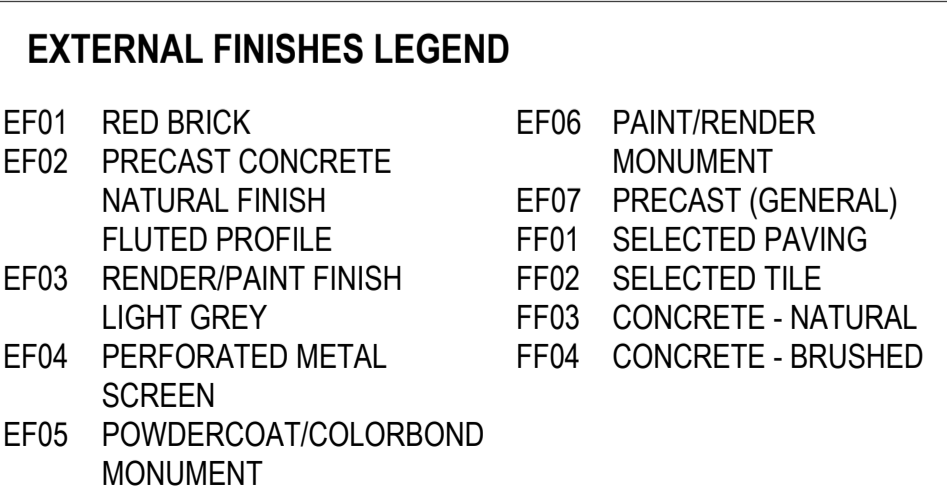 EXTERNAL FINISHES LEGEND
EF01 RED BRICK
EF02 PRECAST CONCRETE
NATURAL FINISH
FLUTED PROFILE
EF03 RENDER/PAINT FINISH
LIGHT GREY
EF04 PERFORATED METAL
SCREEN
EF05 POWDERCOAT/COLORBOND
MONUMENT
EF06 PAINT/RENDER
MONUMENT
EF07 PRECAST (GENERAL)
FF01 SELECTED PAVING
FF02 SELECTED TILE
FF03 CONCRETE - NATURAL
FF04 CONCRETE - BRUSHED